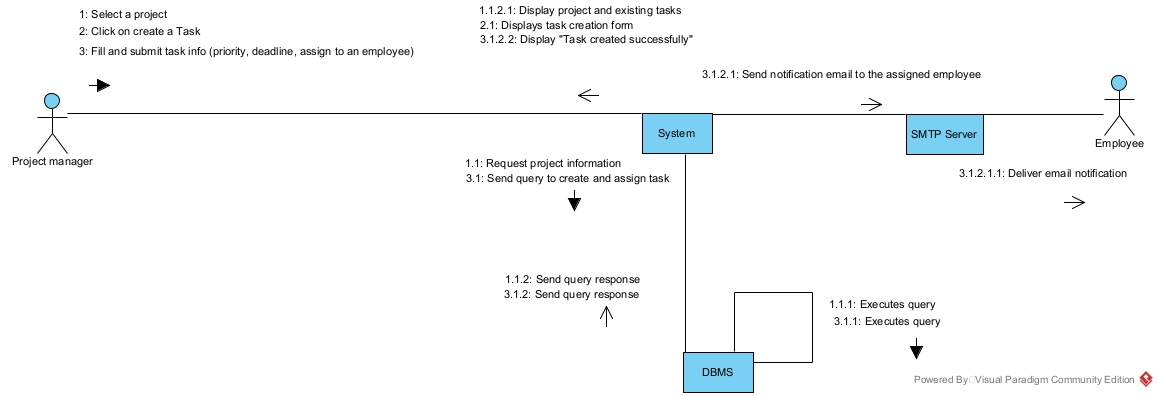 1: Select a project
2: Click on create a Task
3: Fill and submit task info (priority, deadline, assign to an employee)
1.1.2.1: Display project and existing tasks
2.1: Displays task creation form
3.1.2.2: Display "Task created successfully"
3.1.2.1: Send notification email to the assigned employee
Project manager
System
SMTP Server
Employee
1.1: Request project information
3.1: Send query to create and assign task
3.1.2.1.1: Deliver email notification
1.1.2: Send query response
3.1.2: Send query response
1.1.1: Executes query
3.1.1: Executes query
DBMS
Powered By Visual Paradigm Community Edition